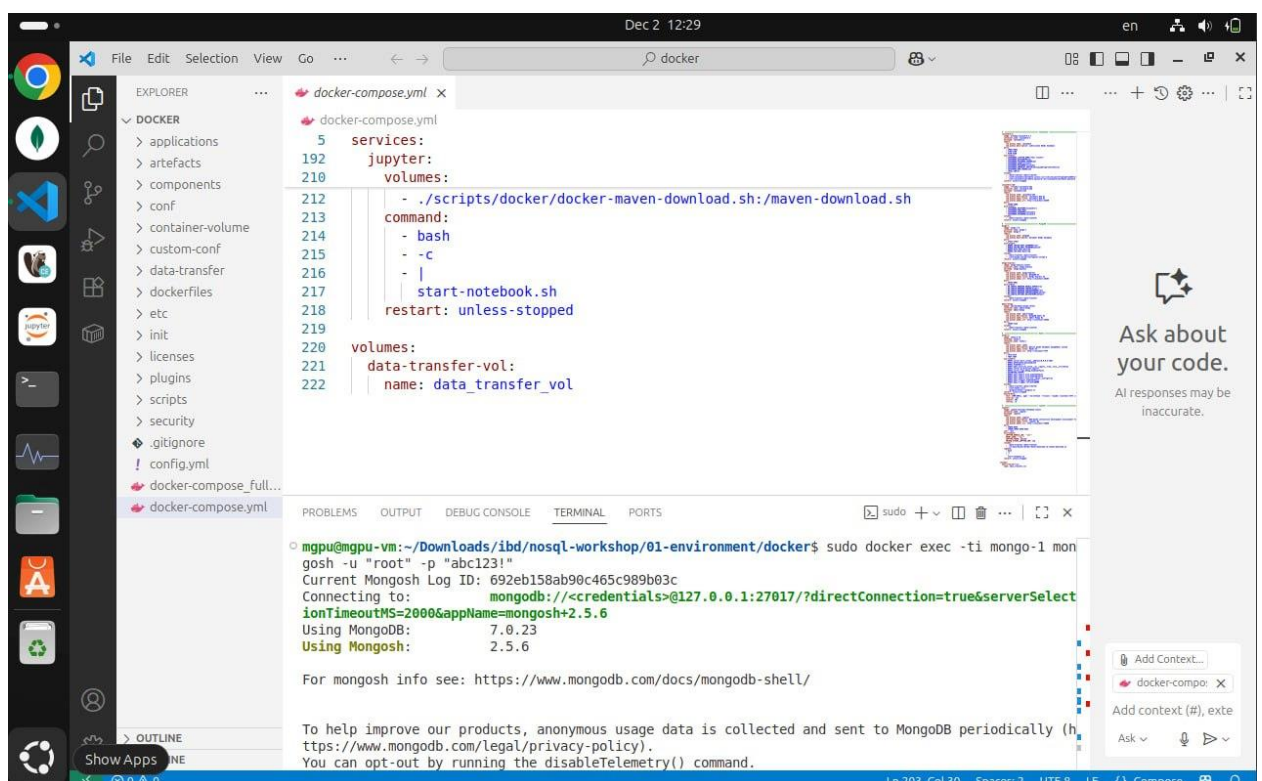 Dec 2 12:29
en
File Edit Selection View Go ···
docker
EXPLORER
docker-compose.yml
DOCKER
applications
artefacts
components
conf
container-volume
custom-conf
data-transfer
dockerfiles
etc
init
licenses
plugins
scripts
security
.gitignore
config.yml
docker-compose_full...
docker-compose.yml
OUTLINE
Show Apps
jupyter
docker-compose.yml
5 services:
192 jupyter:
210 volumes:
212 - ./scripts/docker/docker-maven-download.sh:/maven-download.sh
213 command:
214 - bash
215 - -c
216 - |
217 start-notebook.sh
218 restart: unless-stopped
219
220 volumes:
221 data-transfer-vol:
222 name: data_transfer_vol
PROBLEMS OUTPUT DEBUG CONSOLE TERMINAL PORTS
sudo
mgpu@mgpu-vm:~/Downloads/ibd/nosql-workshop/01-environment/docker$ sudo docker exec -ti mongo-1 mon
gosh -u "root" -p "abc123!"
Current Mongosh Log ID: 692eb158ab90c465c989b03c
Connecting to: mongodb://<credentials>@127.0.0.1:27017/?directConnection=true&serverSelect
ionTimeoutMS=2000&appName=mongosh+2.5.6
Using MongoDB: 7.0.23
Using Mongosh: 2.5.6
For mongosh info see: https://www.mongodb.com/docs/mongodb-shell/
To help improve our products, anonymous usage data is collected and sent to MongoDB periodically (h
ttps://www.mongodb.com/legal/privacy-policy).
You can opt-out by running the disableTelemetry() command.
Ask about
your code.
AI responses may be
inaccurate.
Add Context...
docker-compo:
Add context (#), exte
Ask